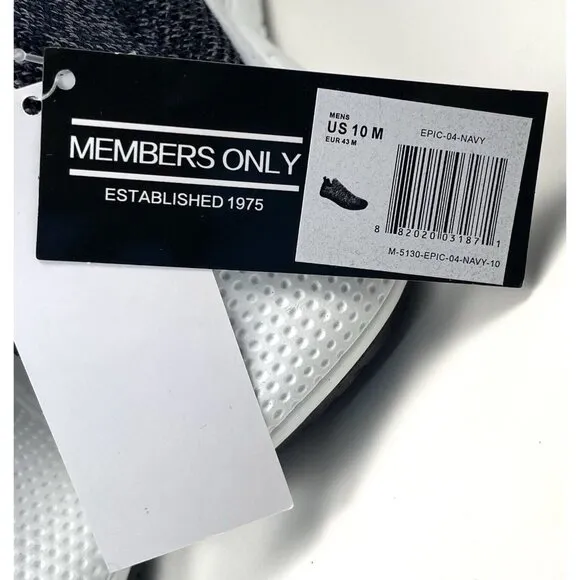 MEMBERS ONLY
ESTABLISHED 1975
MENS
US 10 M
EUR 43 M
EPIC-04-NAVY
8 82020 03187 1
M-5130-EPIC-04-NAVY-10